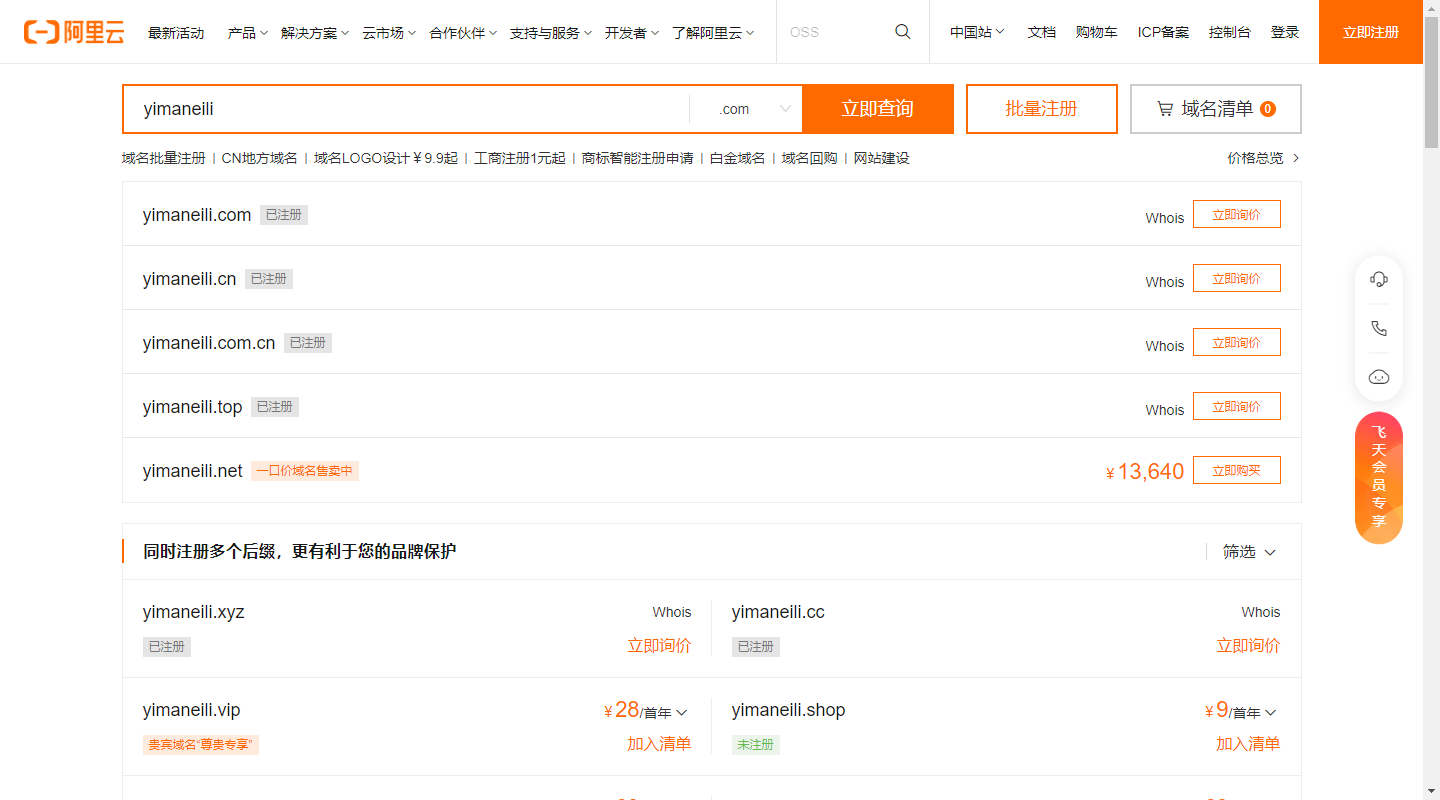 阿里云 最新活动 产品 解决方案 云市场 合作伙伴 支持与服务 开发者 了解阿里云 OSS 中国站 文档 购物车 ICP备案 控制台 登录 立即注册
yimaneili .com 立即查询 批量注册 域名清单 0
域名批量注册 | CN地方域名 | 域名LOGO设计￥9.9起 | 工商注册1元起 | 商标智能注册申请 | 白金域名 | 域名回购 | 网站建设 价格总览
yimaneili.com 已注册 Whois 立即询价
yimaneili.cn 已注册 Whois 立即询价
yimaneili.com.cn 已注册 Whois 立即询价
yimaneili.top 已注册 Whois 立即询价
yimaneili.net 一口价域名售卖中 ￥13,640 立即购买
飞天会员专享
同时注册多个后缀，更有利于您的品牌保护 筛选
yimaneili.xyz Whois yimaneili.cc Whois
已注册 立即询价 已注册 立即询价
yimaneili.vip ￥28/首年 yimaneili.shop ￥9/首年
贵宾域名“尊贵专享” 加入清单 未注册 加入清单